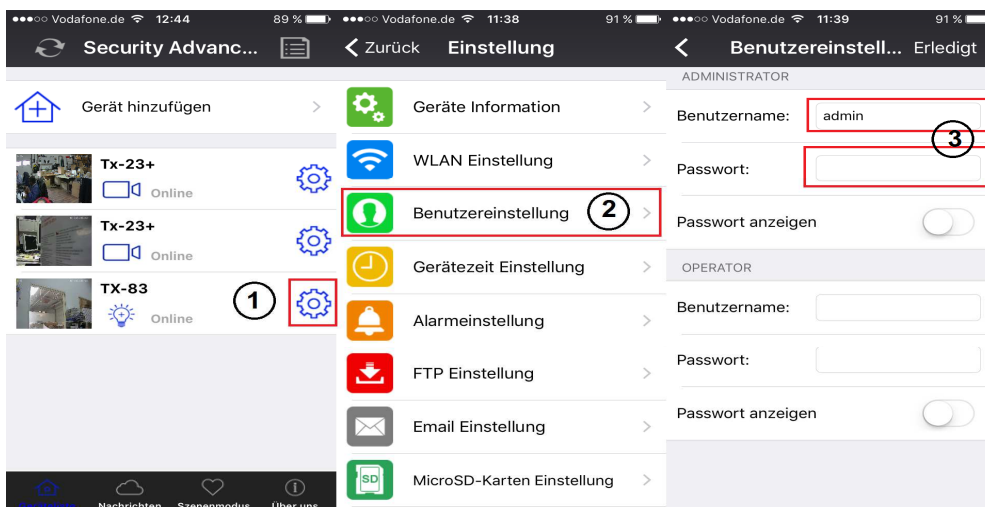 ●●●○○ Vodafone.de 12:44 89 %
Security Advanc...
Gerät hinzufügen
Tx-23+
Online
Tx-23+
Online
TX-83
Online
1
Nachrichten Szenenmodus Über uns
●●●○○ Vodafone.de 11:38 91 %
Zurück Einstellung
Geräte Information
WLAN Einstellung
Benutzereinstellung 2
Gerätezeit Einstellung
Alarmeinstellung
FTP Einstellung
Email Einstellung
SD MicroSD-Karten Einstellung
●●●○○ Vodafone.de 11:39 91 %
Benutzereinstell... Erledigt
ADMINISTRATOR
Benutzername: admin
3
Passwort:
Passwort anzeigen
OPERATOR
Benutzername:
Passwort:
Passwort anzeigen